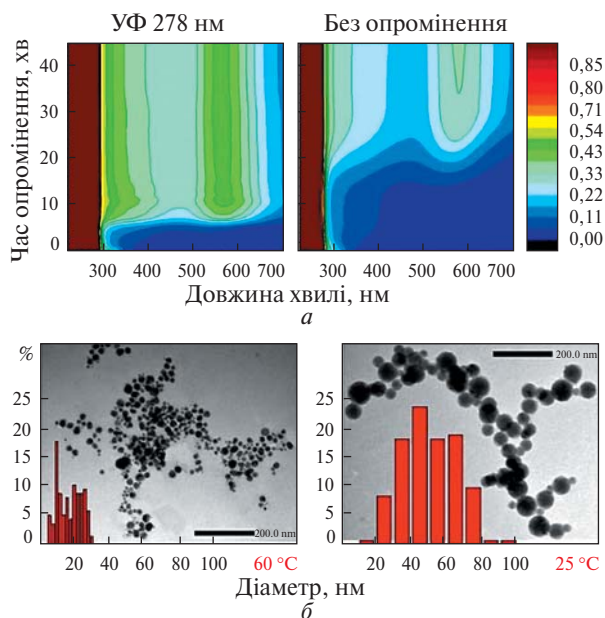 УФ 278 нм Без опромінення
Час опромінення, хв
40
30
20
10
0
300 400 500 600 700
300 400 500 600 700
0,85
0,80
0,71
0,54
0,43
0,33
0,22
0,11
0,00
Довжина хвилі, нм
а
%
25
20
15
10
5
0
200.0 nm
20 40 60 80 100
60 °C
25
20
15
10
5
0
200.0 nm
20 40 60 80 100
25 °C
Діаметр, нм
б